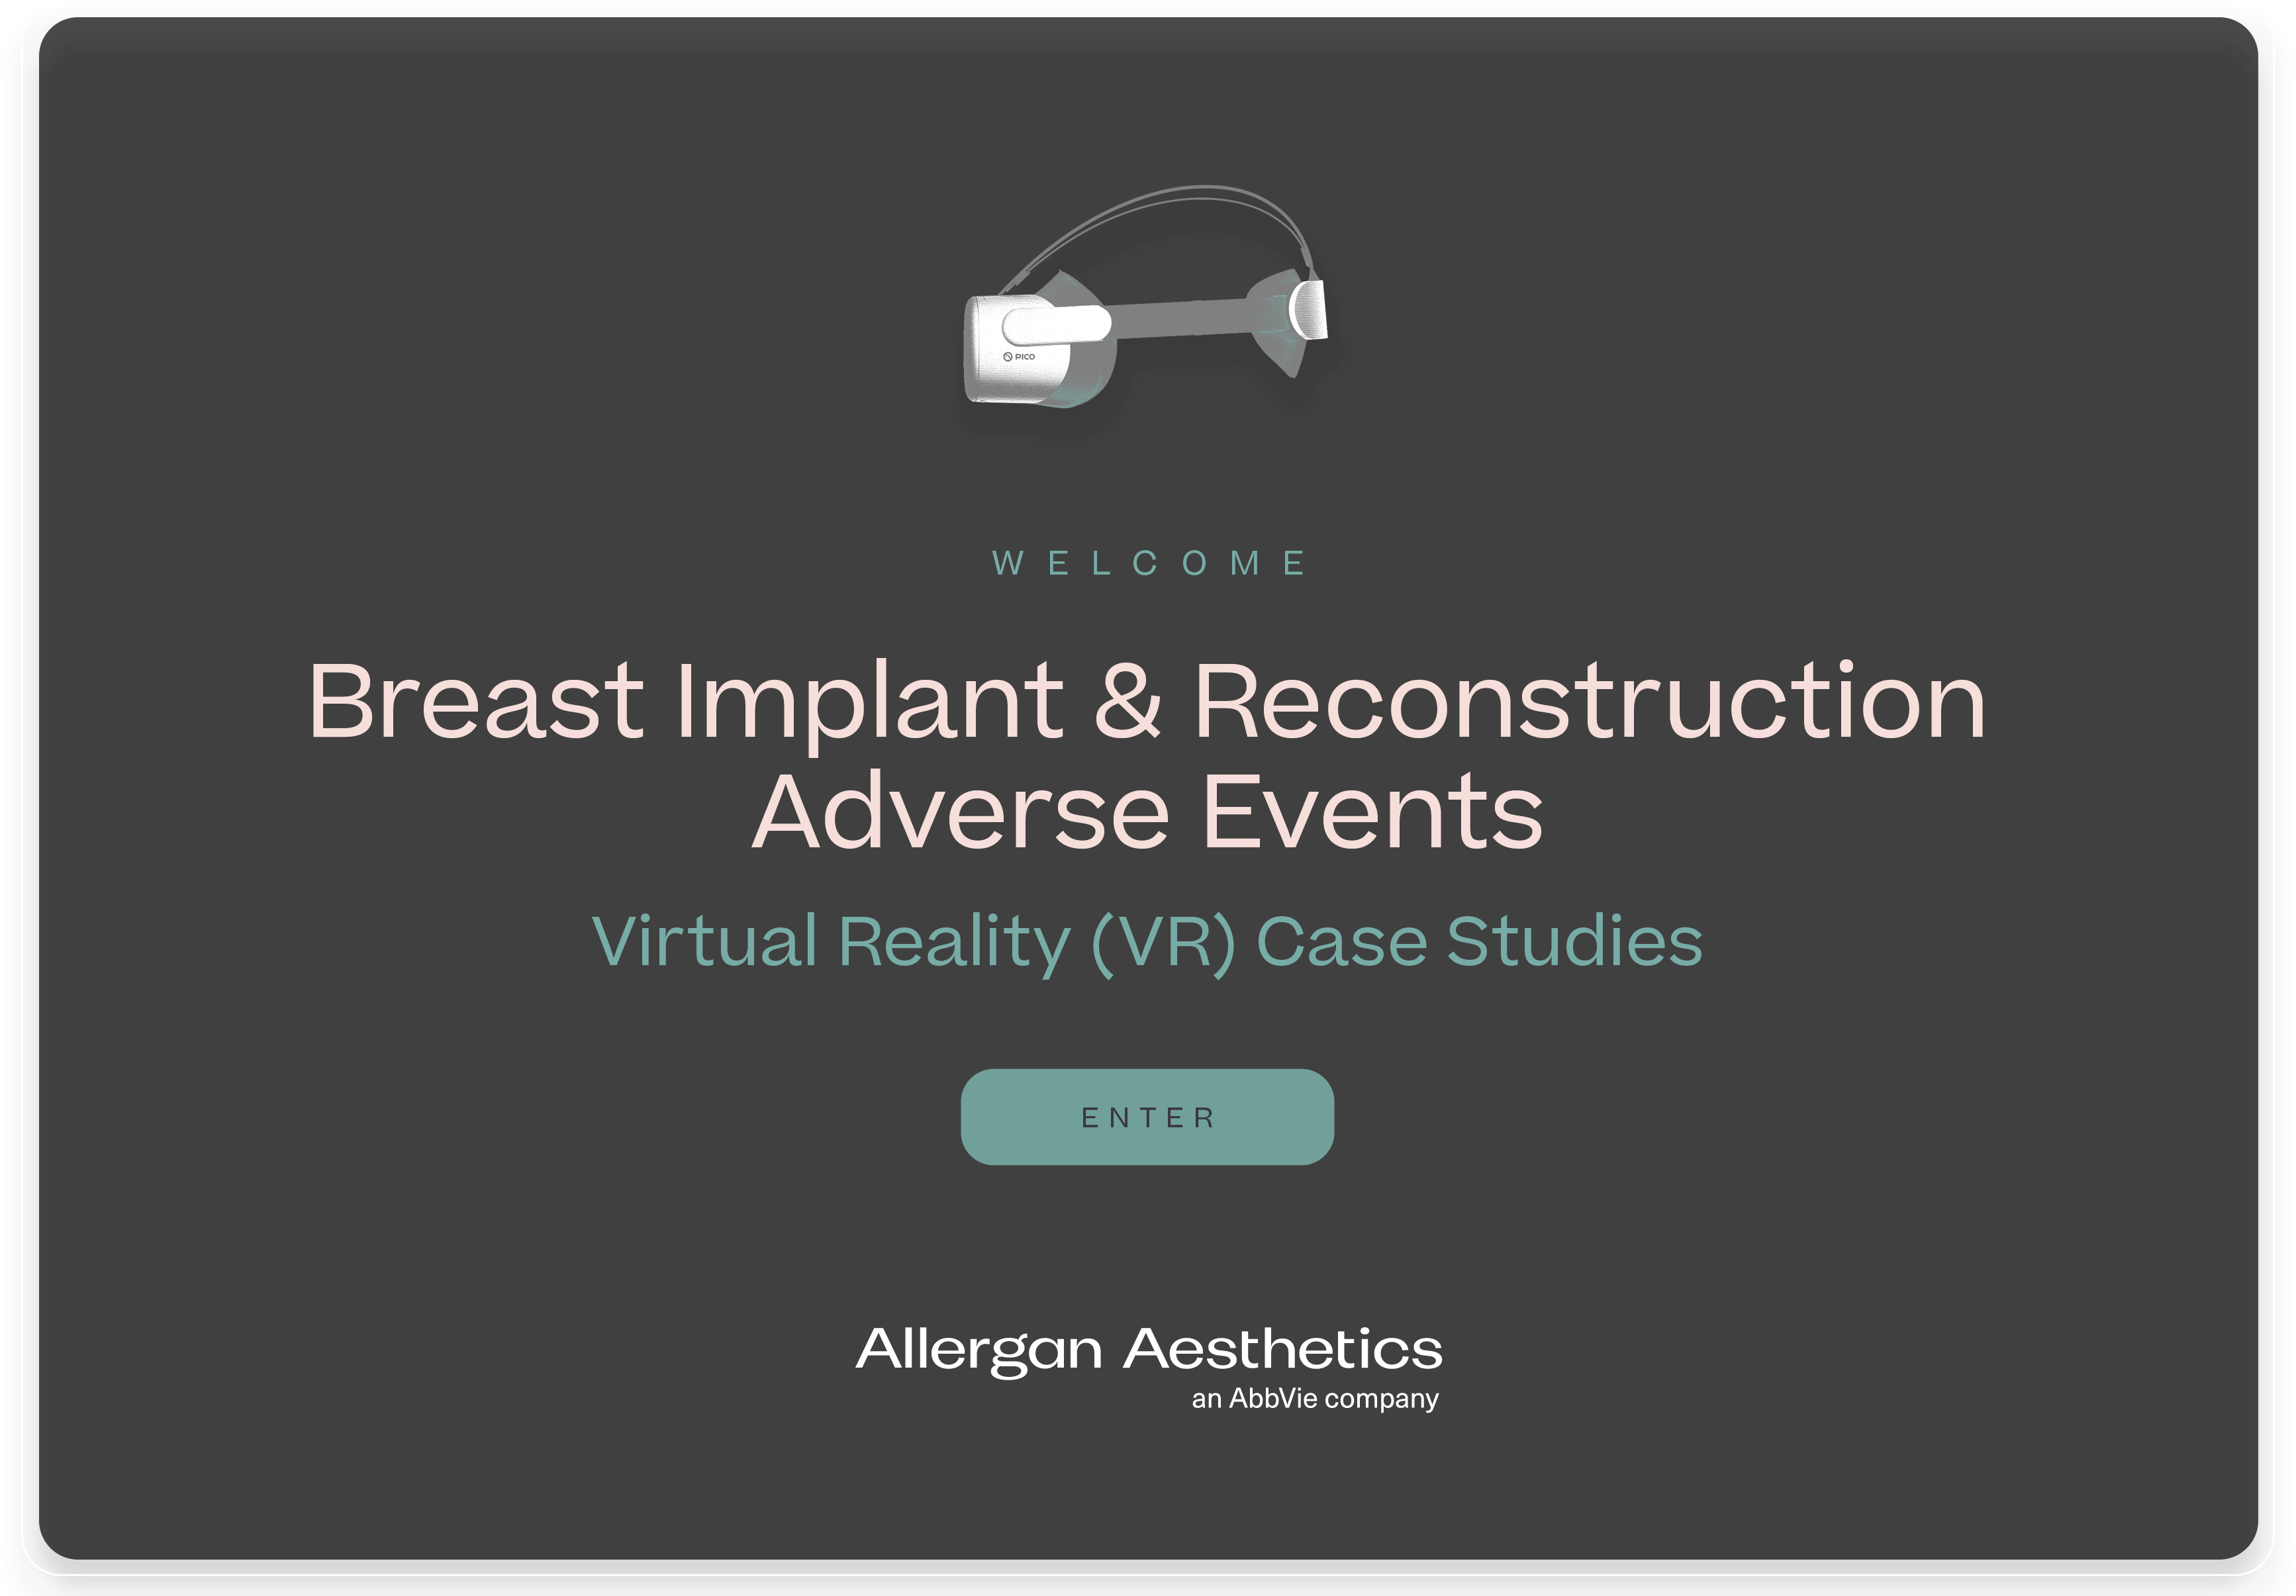 PICO
WELCOME
Breast Implant & Reconstruction
Adverse Events
Virtual Reality (VR) Case Studies
ENTER
Allergan Aesthetics
an AbbVie company